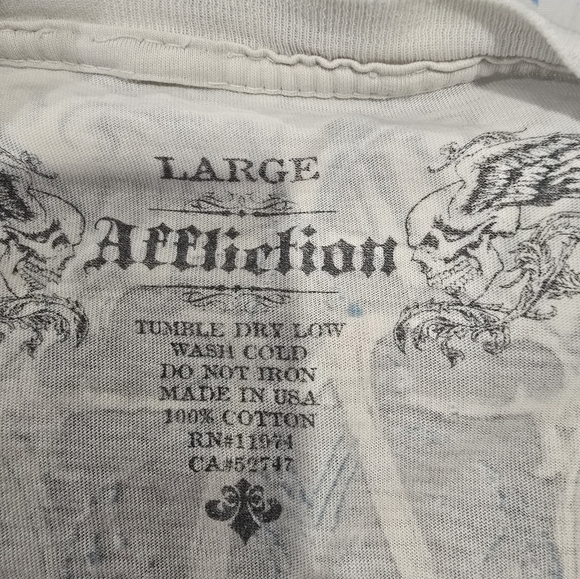 LARGE
Affliction
TUMBLE DRY LOW
WASH COLD
DO NOT IRON
MADE IN USA
100% COTTON
RN#11974
CA#52747